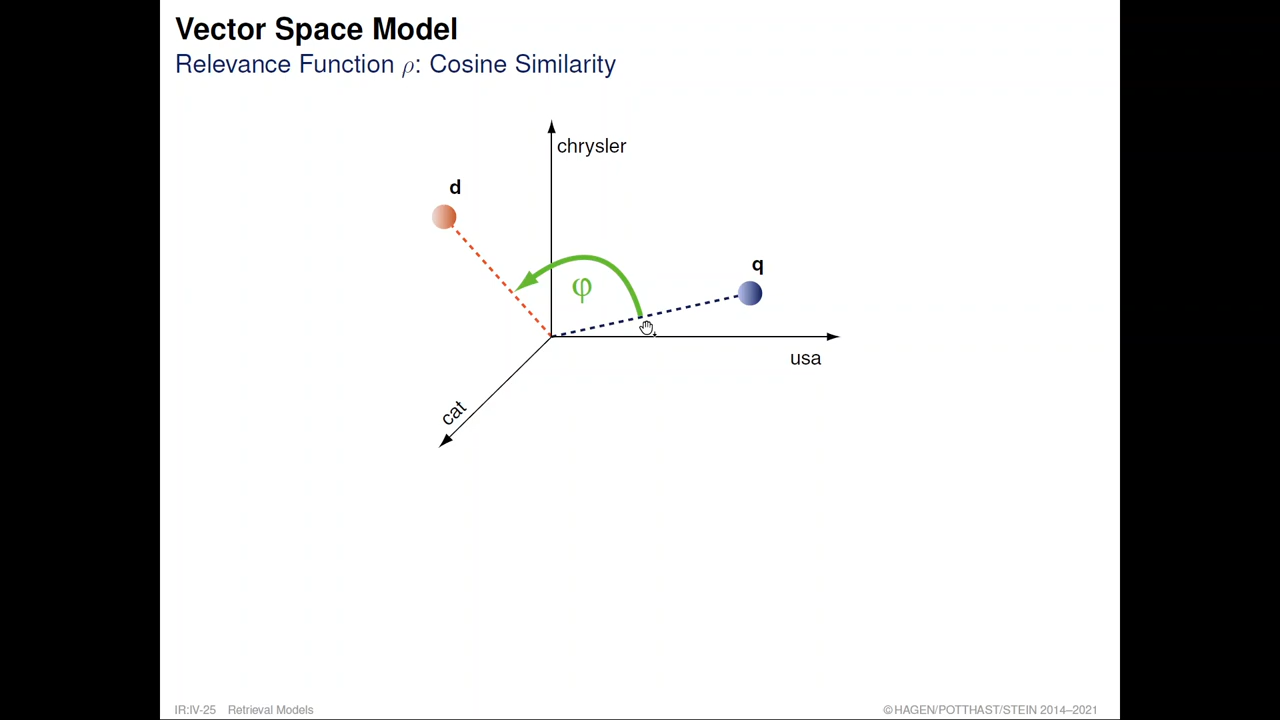 Vector Space Model
Relevance Function ρ: Cosine Similarity
chrysler
d
q
φ
usa
cat
IR:IV-25 Retrieval Models
©HAGEN/POTTHAST/STEIN 2014–2021